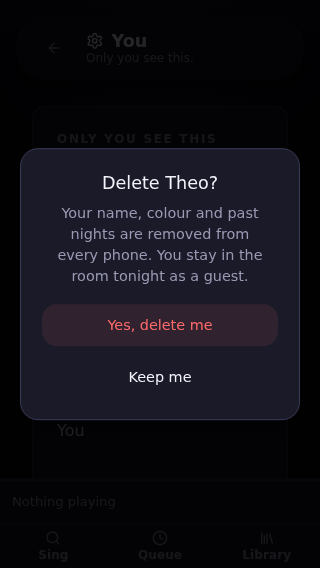 You
Only you see this.
ONLY YOU SEE THIS
Delete Theo?
Your name, colour and past
nights are removed from
every phone. You stay in the
room tonight as a guest.
Yes, delete me
Keep me
You
Nothing playing
Sing
Queue
Library